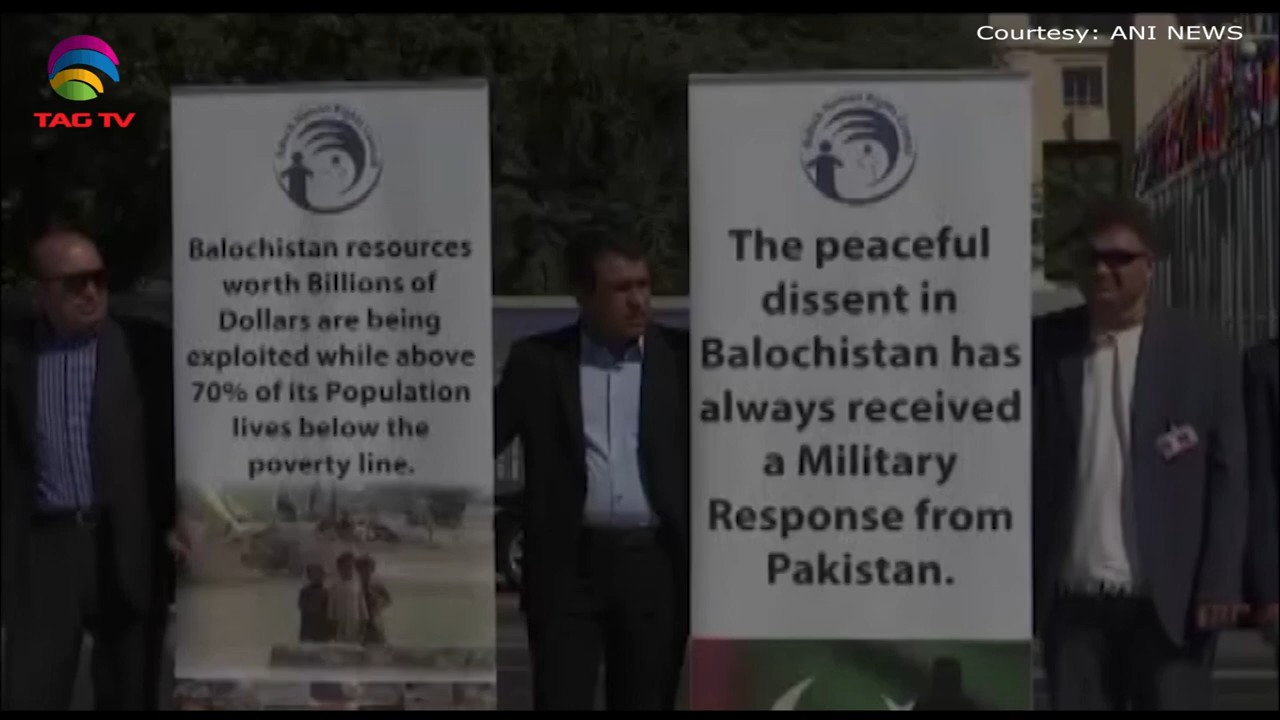 Courtesy: ANI NEWS
TAG TV
Balochistan resources
worth Billions of
Dollars are being
exploited while above
70% of its Population
lives below the
poverty line.
The peaceful
dissent in
Balochistan has
always received
a Military
Response from
Pakistan.